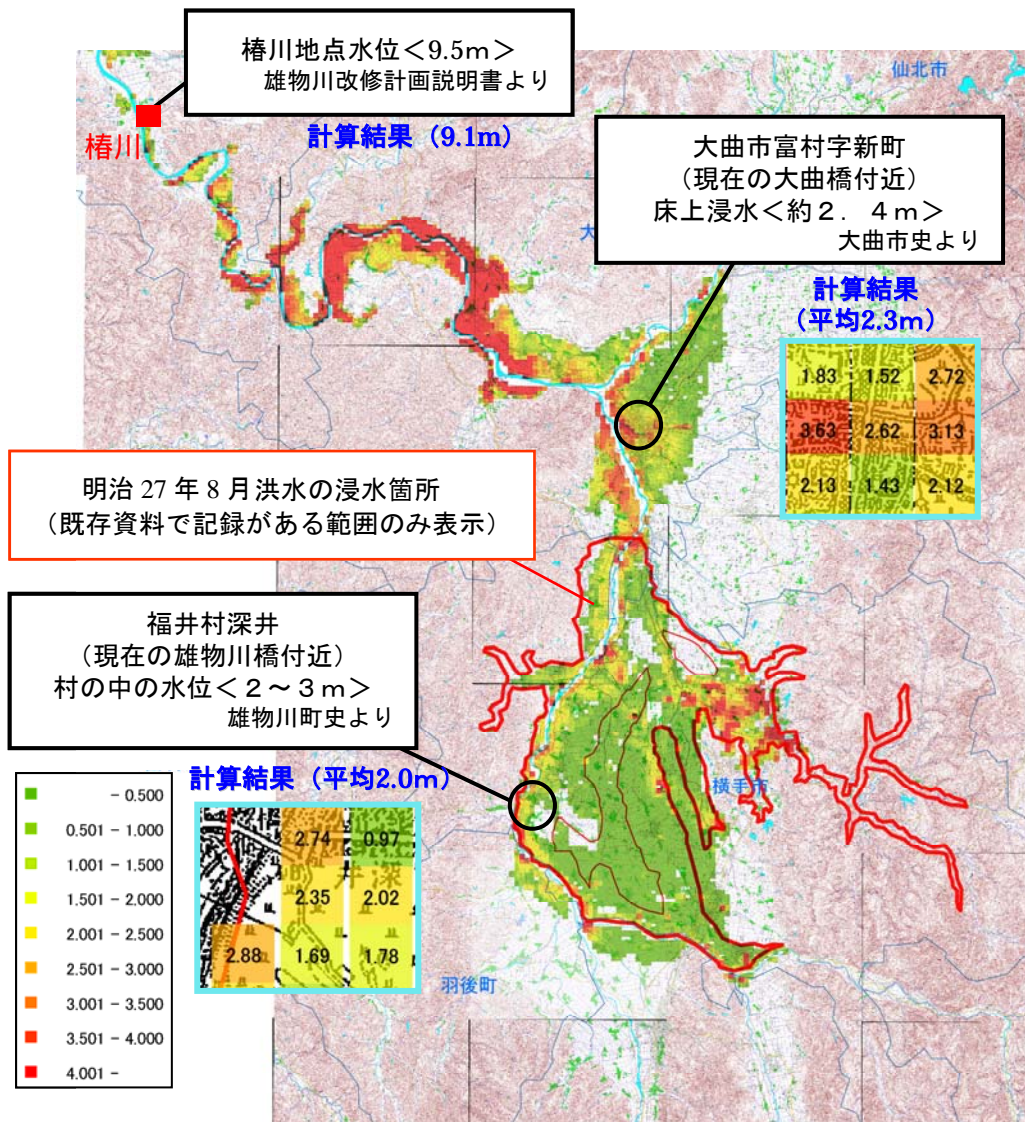 椿川地点水位＜9.5ｍ＞
雄物川改修計画説明書より
計算結果（9.1m）
椿川
仙北市
大曲市富村字新町
（現在の大曲橋付近）
床上浸水＜約２．４ｍ＞
大曲市史より
計算結果
（平均2.3m）
1.83 1.52 2.72
3.63 2.62 3.13
2.13 1.43 2.12
明治 27 年 8 月洪水の浸水箇所
（既存資料で記録がある範囲のみ表示）
福井村深井
（現在の雄物川橋付近）
村の中の水位＜２～３ｍ＞
雄物川町史より
計算結果（平均2.0m）
2.74 0.97
2.35 2.02
2.88 1.69 1.78
横手市
羽後町
- 0.500
0.501 - 1.000
1.001 - 1.500
1.501 - 2.000
2.001 - 2.500
2.501 - 3.000
3.001 - 3.500
3.501 - 4.000
4.001 -